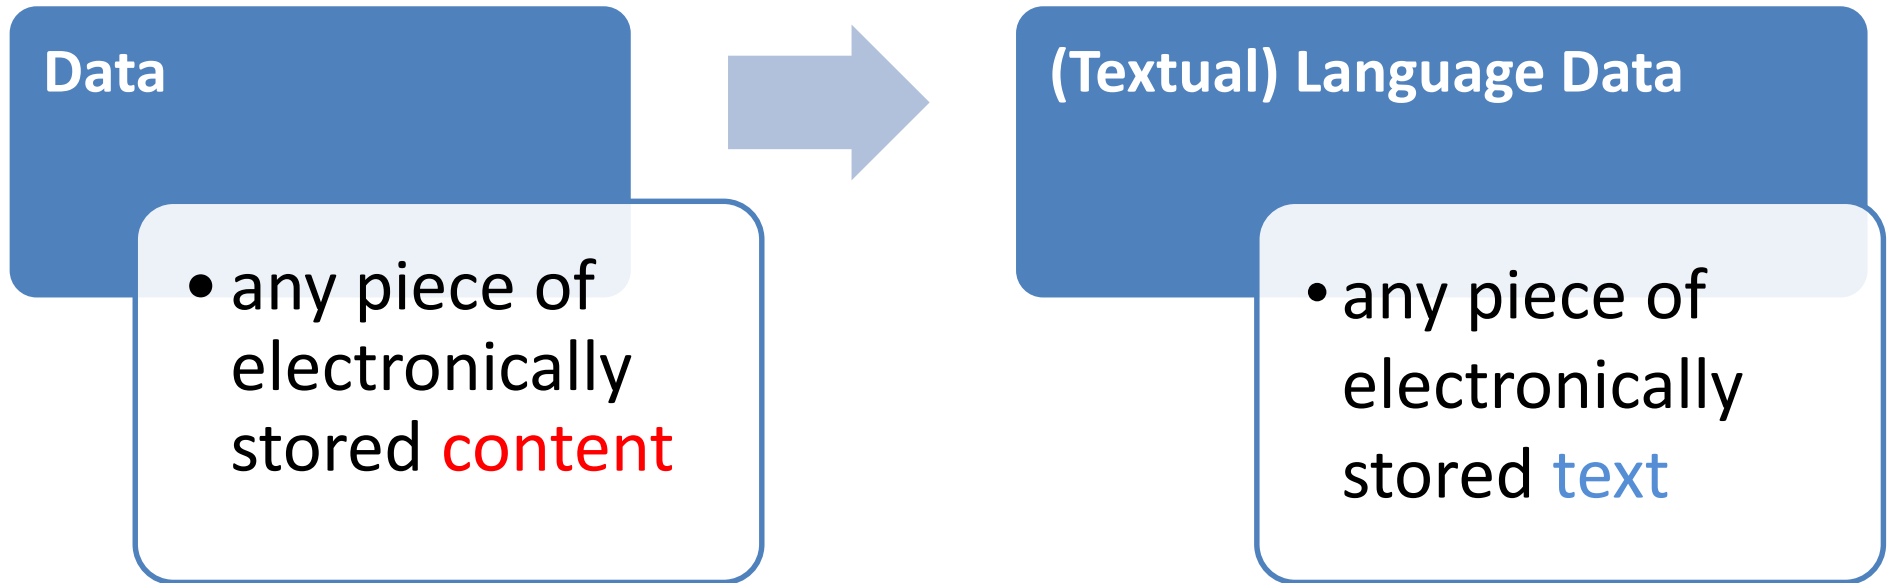 Data
• any piece of
electronically
stored content
(Textual) Language Data
• any piece of
electronically
stored text